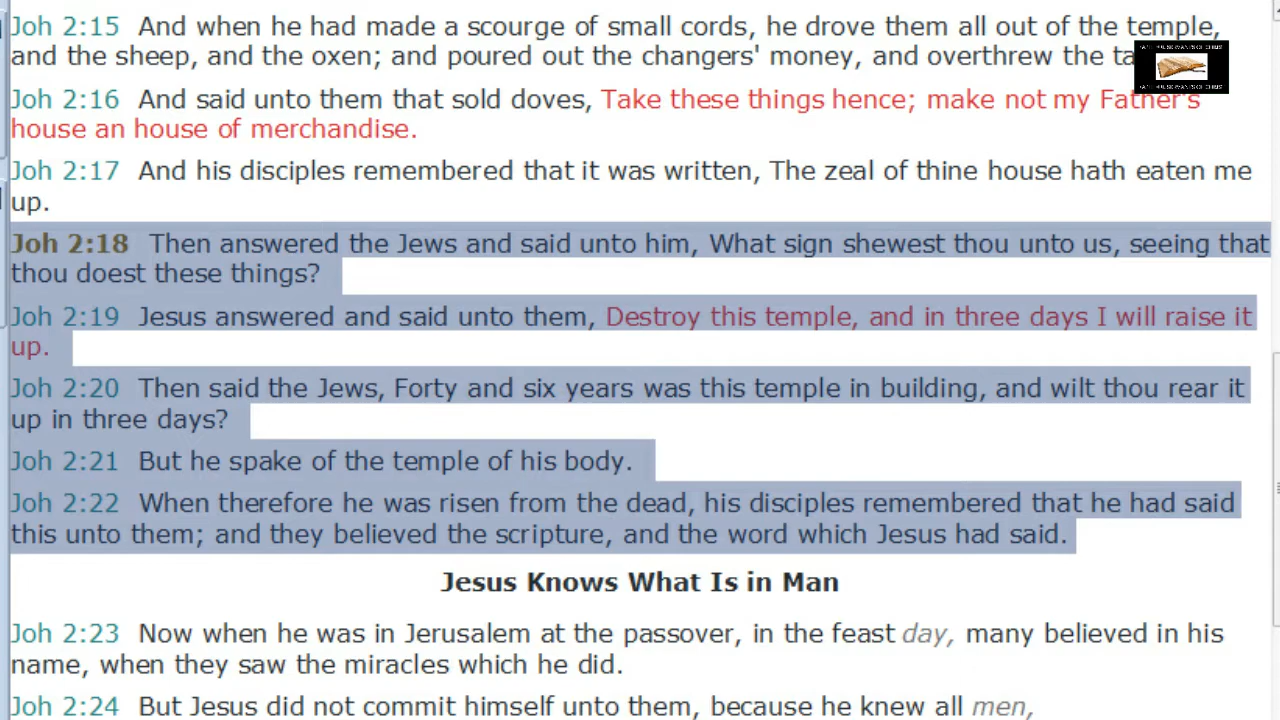 Joh 2:15 And when he had made a scourge of small cords, he drove them all out of the temple,
and the sheep, and the oxen; and poured out the changers' money, and overthrew the
Joh 2:16 And said unto them that sold doves, Take these things hence; make not my Father's
house an house of merchandise.
Joh 2:17 And his disciples remembered that it was written, The zeal of thine house hath eaten me
up.
Joh 2:18 Then answered the Jews and said unto him, What sign shewest thou unto us, seeing that
thou doest these things?
Joh 2:19 Jesus answered and said unto them, Destroy this temple, and in three days I will raise it
up.
Joh 2:20 Then said the Jews, Forty and six years was this temple in building, and wilt thou rear it
up in three days?
Joh 2:21 But he spake of the temple of his body.
Joh 2:22 When therefore he was risen from the dead, his disciples remembered that he had said
this unto them; and they believed the scripture, and the word which Jesus had said.
Jesus Knows What Is in Man
Joh 2:23 Now when he was in Jerusalem at the passover, in the feast day, many believed in his
name, when they saw the miracles which he did.
Joh 2:24 But Jesus did not commit himself unto them, because he knew all men,